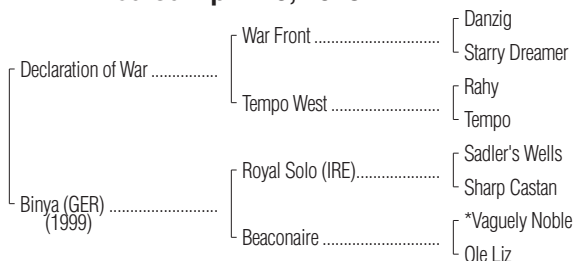 Danzig
War Front ..............................
Starry Dreamer
Declaration of War ................
Rahy
Tempo West ..........................
Tempo
Sadler's Wells
Royal Solo (IRE)....................
Sharp Castan
Binya (GER) ..........................
(1999)
*Vaguely Noble
Beaconaire ............................
Ole Liz